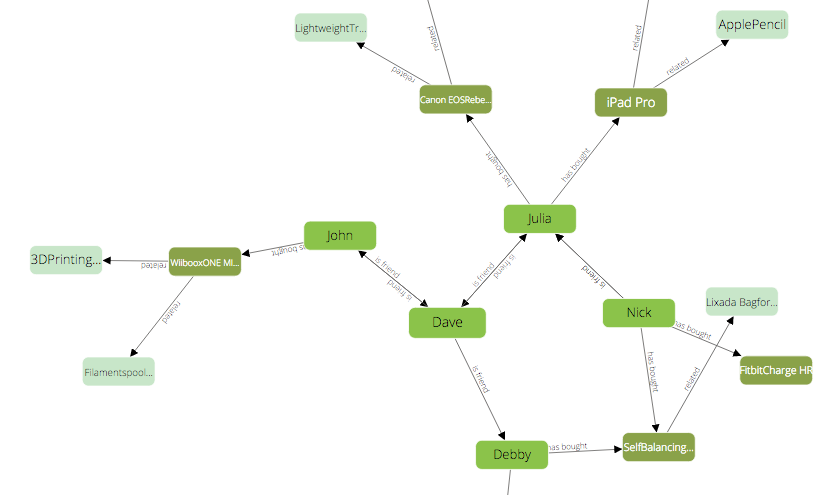 LightweightTr...
related
ApplePencil
related
related
related
Canon EOSRebe...
iPad Pro
has bought
has bought
Julia
John
is bought
3DPrinting...
related
WiibooxONE MI...
is friend
is friend
is friend
is friend
is friend
related
Lixada Bagfor...
Dave
Nick
has bought
Filamentspool...
is friend
has bought
related
FitbitCharge HR
Debby
has bought
SelfBalancing...